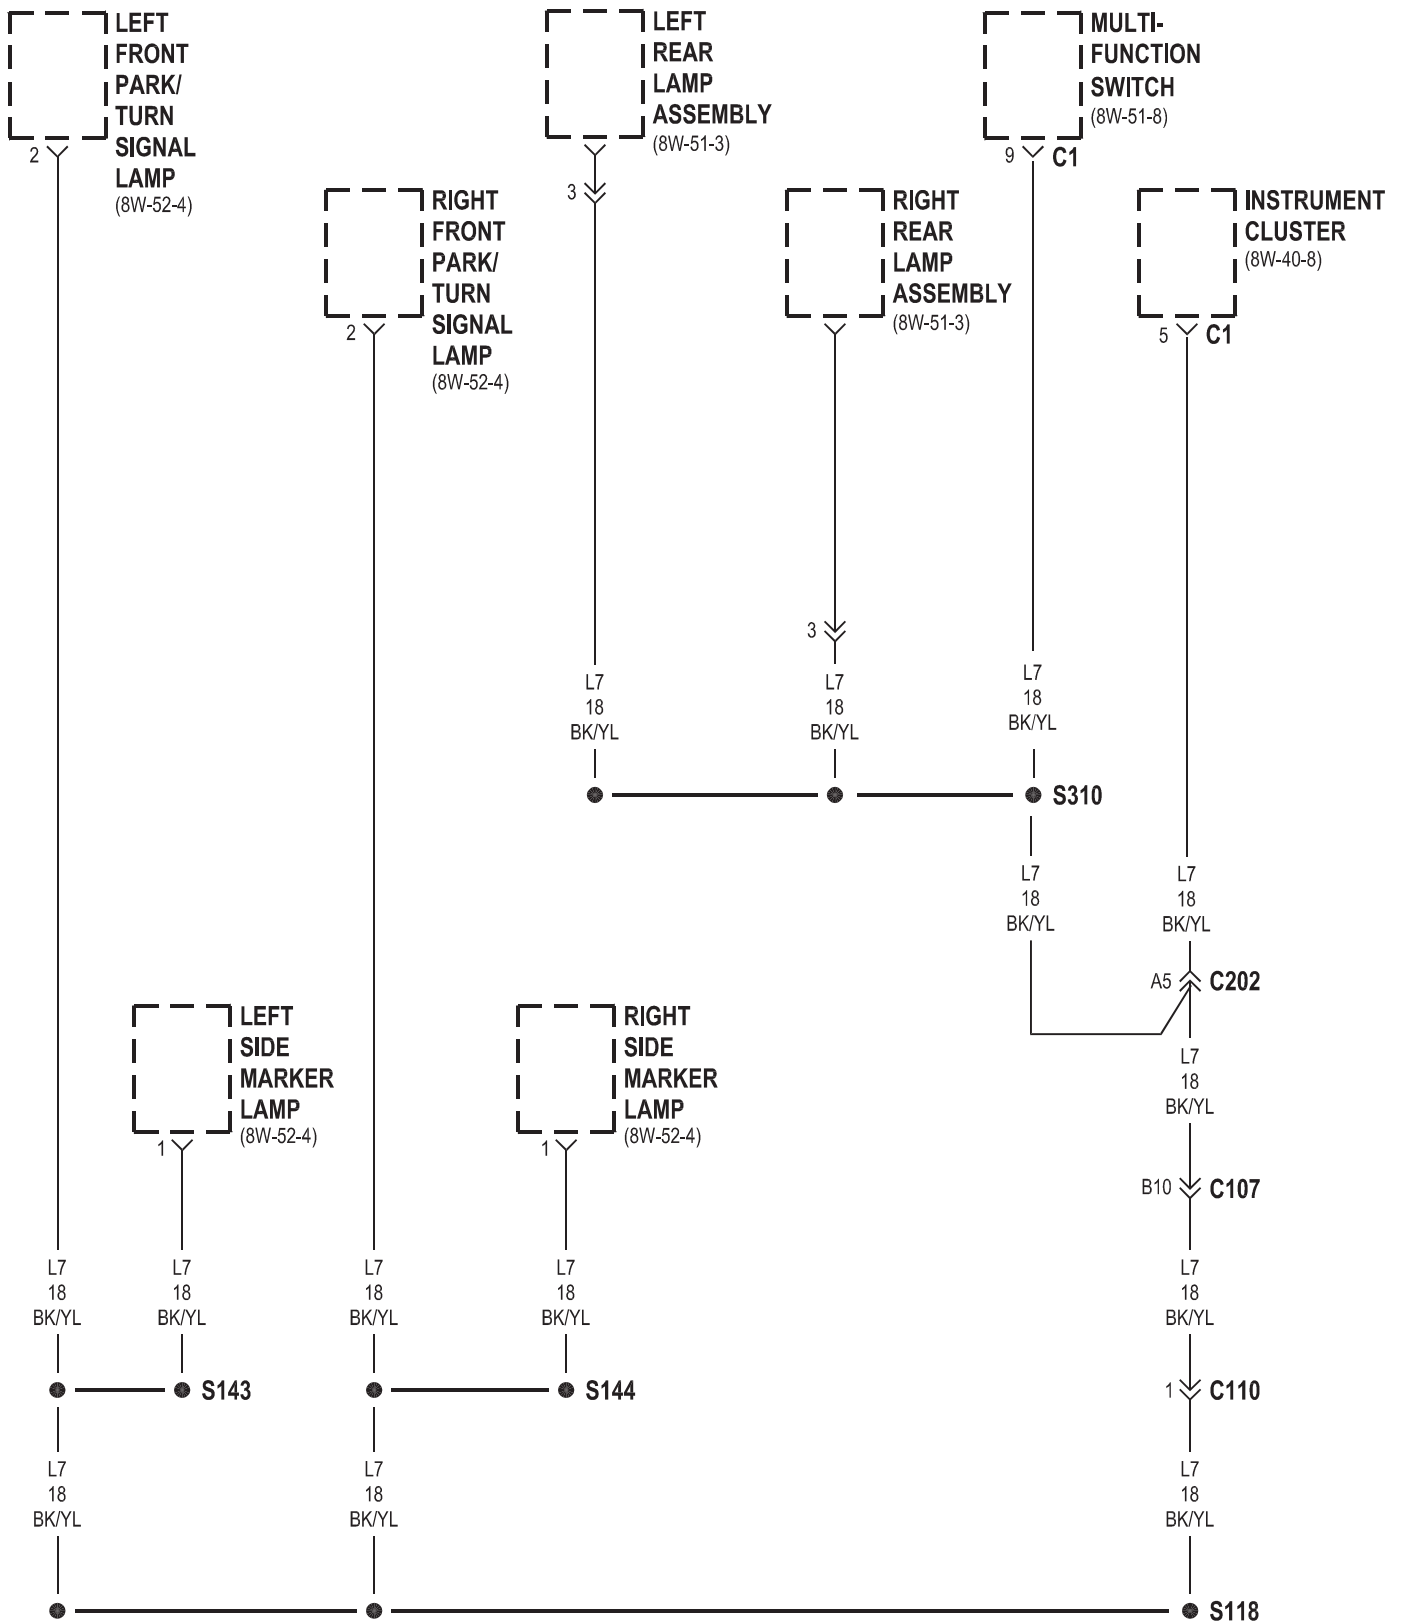 LEFT
FRONT
PARK/
TURN
SIGNAL
LAMP
(8W-52-4)
2
RIGHT
FRONT
PARK/
TURN
SIGNAL
LAMP
(8W-52-4)
2
LEFT
REAR
LAMP
ASSEMBLY
(8W-51-3)
3
RIGHT
REAR
LAMP
ASSEMBLY
(8W-51-3)
3
MULTI-
FUNCTION
SWITCH
(8W-51-8)
9 C1
INSTRUMENT
CLUSTER
(8W-40-8)
5 C1
L7
18
BK/YL
L7
18
BK/YL
L7
18
BK/YL
S310
L7
18
BK/YL
L7
18
BK/YL
A5 C202
LEFT
SIDE
MARKER
LAMP
(8W-52-4)
1
RIGHT
SIDE
MARKER
LAMP
(8W-52-4)
1
L7
18
BK/YL
B10 C107
L7
18
BK/YL
L7
18
BK/YL
L7
18
BK/YL
L7
18
BK/YL
L7
18
BK/YL
S143
S144
1 C110
L7
18
BK/YL
L7
18
BK/YL
L7
18
BK/YL
S118